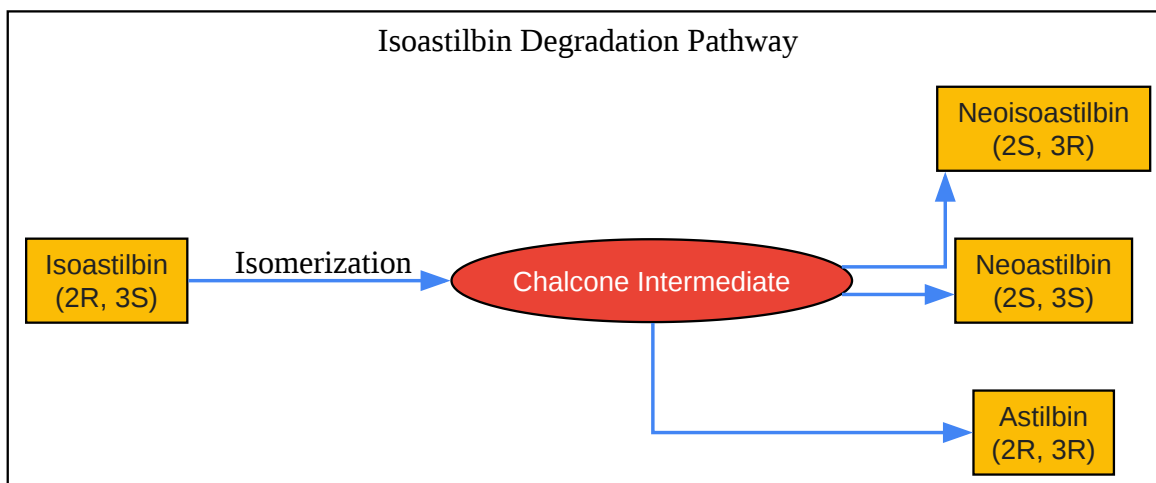 Isoastilbin Degradation Pathway
Neoisoastilbin
(2S, 3R)
Isoastilbin
(2R, 3S)
Isomerization
Chalcone Intermediate
Neoastilbin
(2S, 3S)
Astilbin
(2R, 3R)